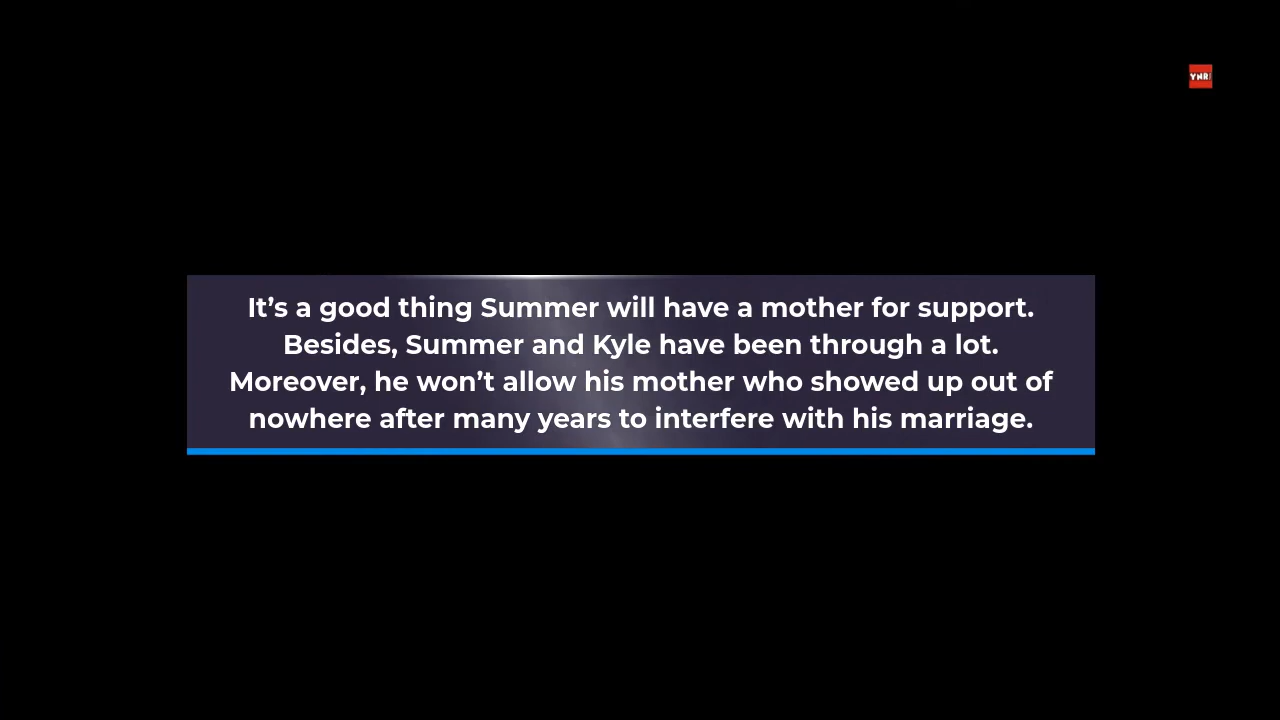 YNR
It’s a good thing Summer will have a mother for support.
Besides, Summer and Kyle have been through a lot.
Moreover, he won’t allow his mother who showed up out of
nowhere after many years to interfere with his marriage.